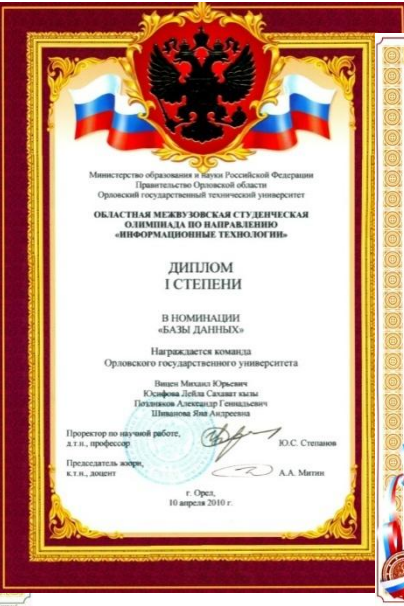 Министерство образования и науки Российской Федерации
Правительство Орловской области
Орловский государственный технический университет
ОБЛАСТНАЯ МЕЖВУЗОВСКАЯ СТУДЕНЧЕСКАЯ
ОЛИМПИАДА ПО НАПРАВЛЕНИЮ
«ИНФОРМАЦИОННЫЕ ТЕХНОЛОГИИ»
ДИПЛОМ
I СТЕПЕНИ
В НОМИНАЦИИ
«БАЗЫ ДАННЫХ»
Награждается команда
Орловского государственного университета
Вицен Михаил Юрьевич
Юсифова Лейла Сахават кызы
Поздняков Александр Геннадьевич
Шиванова Яна Андреевна
Проректор по научной работе,
д.т.н., профессор Ю.С. Степанов
Председатель жюри,
к.т.н., доцент А.А. Митин
г. Орел,
10 апреля 2010 г.